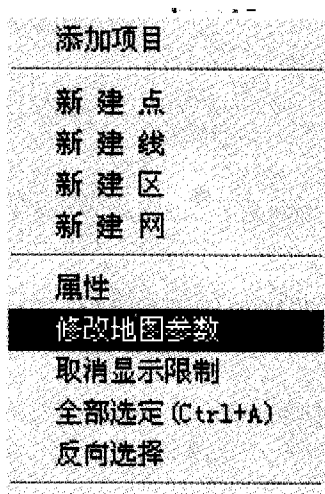 添加项目
新 建 点
新 建 线
新 建 区
新 建 网
属性
修改地图参数
取消显示限制
全部选定(Ctrl+A)
反向选择